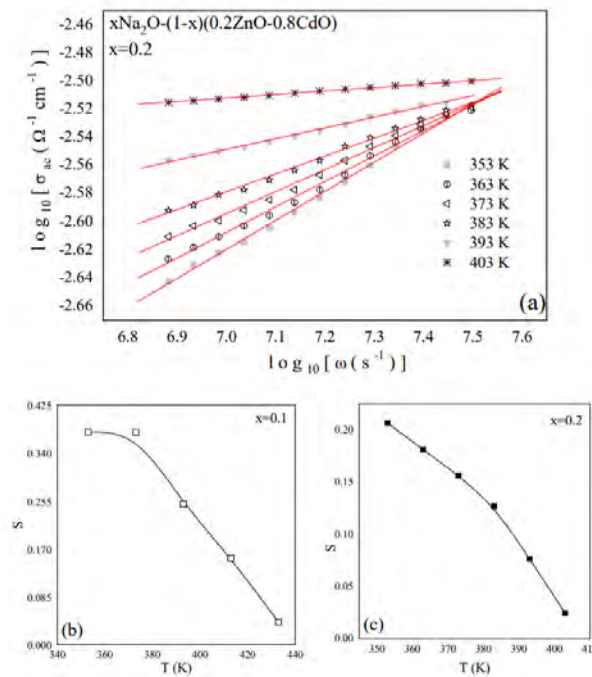 xNa₂O-(1-x)(0.2ZnO-0.8CdO)
x=0.2
log₁₀ [ σ ac ( Ω⁻¹ cm⁻¹ ) ]
-2.46
-2.48
-2.50
-2.52
-2.54
-2.56
-2.58
-2.60
-2.62
-2.64
-2.66
353 K
363 K
373 K
383 K
393 K
403 K
(a)
6.8 6.9 7.0 7.1 7.2 7.3 7.4 7.5 7.6
log₁₀ [ ω ( s⁻¹ ) ]
x=0.1
S
0.425
0.340
0.255
0.170
0.085
0.000
(b)
340 360 380 400 420 440
T (K)
x=0.2
S
0.20
0.15
0.10
0.05
0.00
(c)
350 360 370 380 390 400 41
T (K)